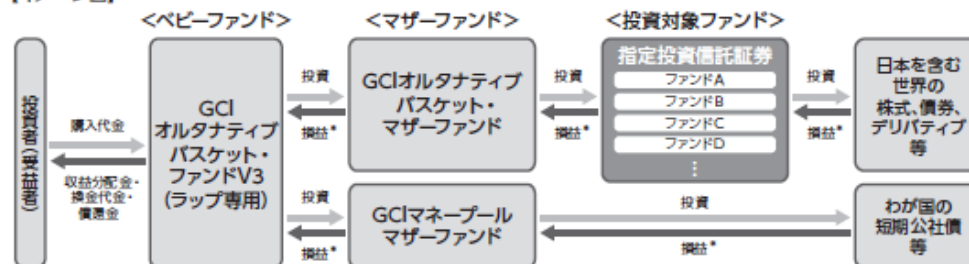 <ベビーファンド>
<マザーファンド>
<投資対象ファンド>
投資者(受益者)
購入代金
収益分配金・
換金代金・
償還金
GCI
オルタナティブ
バスケット・
ファンドV3
(ラップ専用)
投資
損益*
GCIオルタナティブ
バスケット・
マザーファンド
投資
損益*
指定投資信託証券
ファンドA
ファンドB
ファンドC
ファンドD
⋮
投資
損益*
日本を含む
世界の
株式、債券、
デリバティブ
等
投資
損益*
GCIマネープール
マザーファンド
投資
損益*
わが国の
短期公社債
等